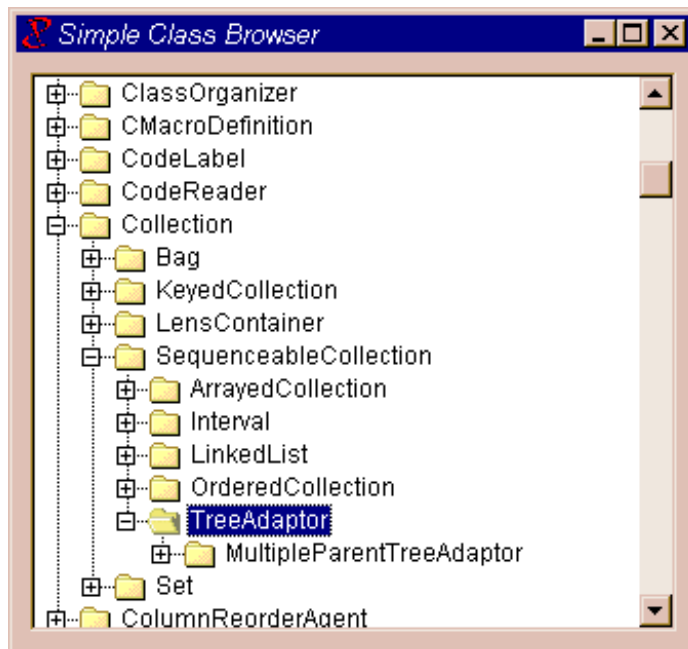 Simple Class Browser
ClassOrganizer
CMacroDefinition
CodeLabel
CodeReader
Collection
Bag
KeyedCollection
LensContainer
SequenceableCollection
ArrayedCollection
Interval
LinkedList
OrderedCollection
TreeAdaptor
MultipleParentTreeAdaptor
Set
ColumnReorderAgent